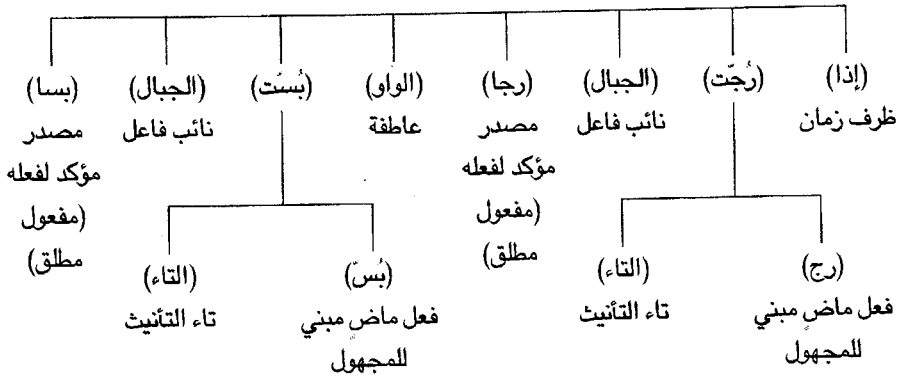 (إذا) (رُجّت) (الجبال) (رجا) (الواو) (بُسّت) (الجبال) (بسا)
ظرف زمان نائب فاعل مصدر عاطفة نائب فاعل مصدر
مؤكد لفعله مؤكد لفعله
(مفعول (مفعول
مطلق) مطلق)
(رج) (التاء) (بُسّ) (التاء)
فعل ماضٍ مبني تاء التأنيث فعل ماضٍ مبني تاء التأنيث
للمجهول للمجهول